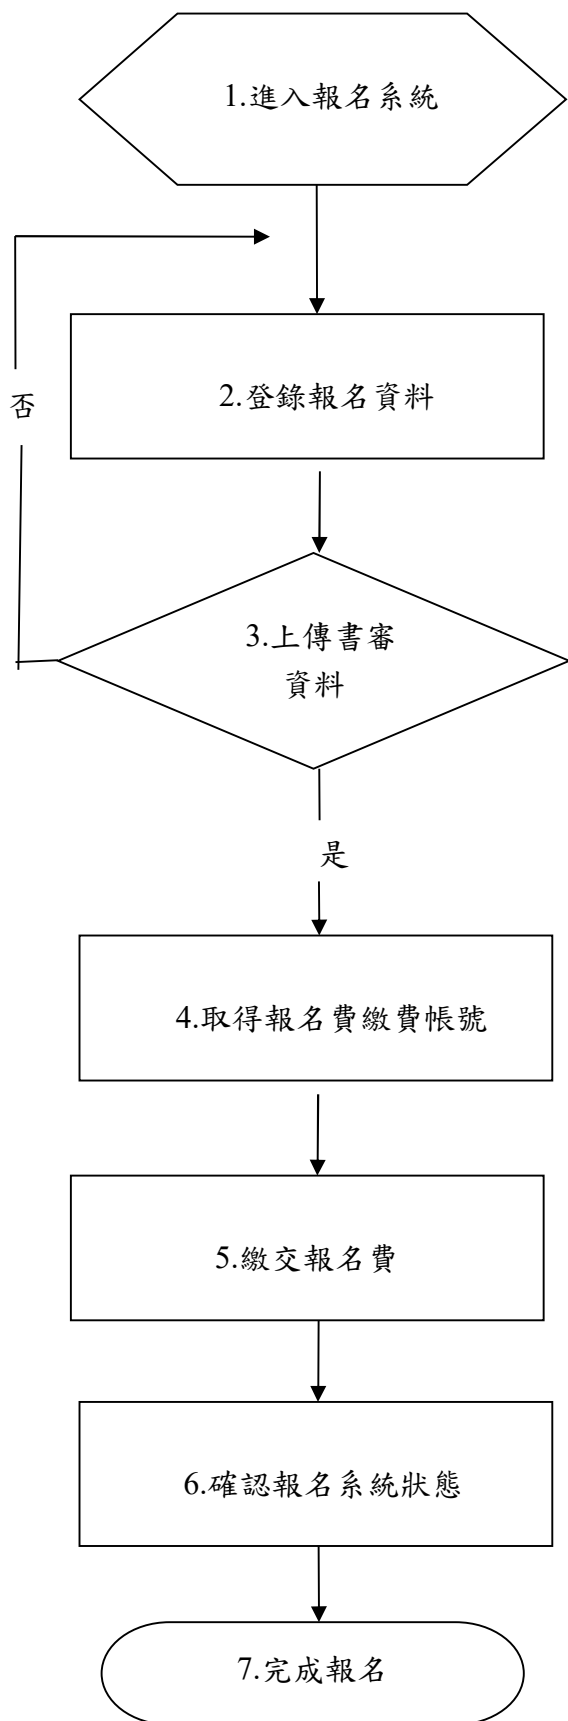 1.進入報名系統
否
2.登錄報名資料
3.上傳書審
資料
是
4.取得報名費繳費帳號
5.繳交報名費
6.確認報名系統狀態
7.完成報名